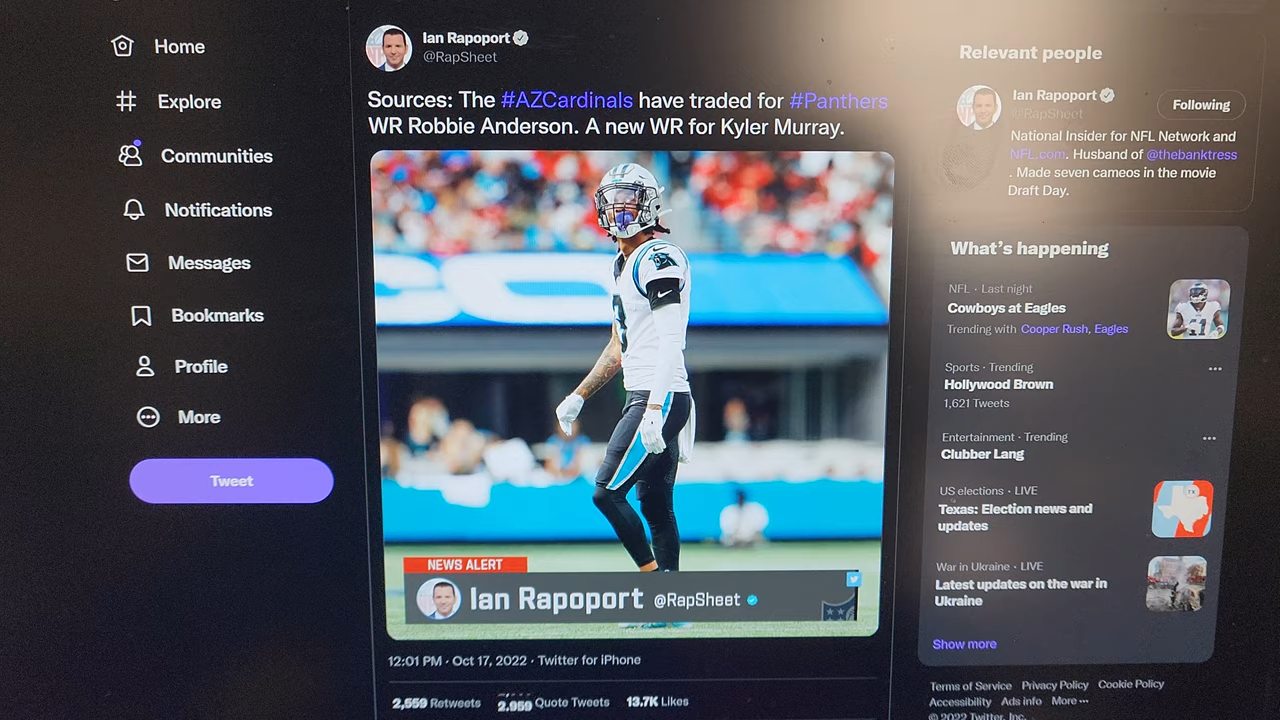 Home
Explore
Communities
Notifications
Messages
Bookmarks
Profile
More
Tweet
Ian Rapoport
@RapSheet
Sources: The #AZCardinals have traded for #Panthers
WR Robbie Anderson. A new WR for Kyler Murray.
NEWS ALERT
Ian Rapoport @RapSheet
12:01 PM · Oct 17, 2022 · Twitter for iPhone
2,559 Retweets 2,959 Quote Tweets 13.7K Likes
Relevant people
Ian Rapoport
@RapSheet
Following
National Insider for NFL Network and
NFL.com. Husband of @thebanktress
. Made seven cameos in the movie
Draft Day.
What's happening
NFL · Last night
Cowboys at Eagles
Trending with Cooper Rush, Eagles
Sports · Trending
Hollywood Brown
1,621 Tweets
Entertainment · Trending
Clubber Lang
US elections · LIVE
Texas: Election news and
updates
War in Ukraine · LIVE
Latest updates on the war in
Ukraine
Show more
Terms of Service Privacy Policy Cookie Policy
Accessibility Ads info More ···
© 2022 Twitter, Inc.